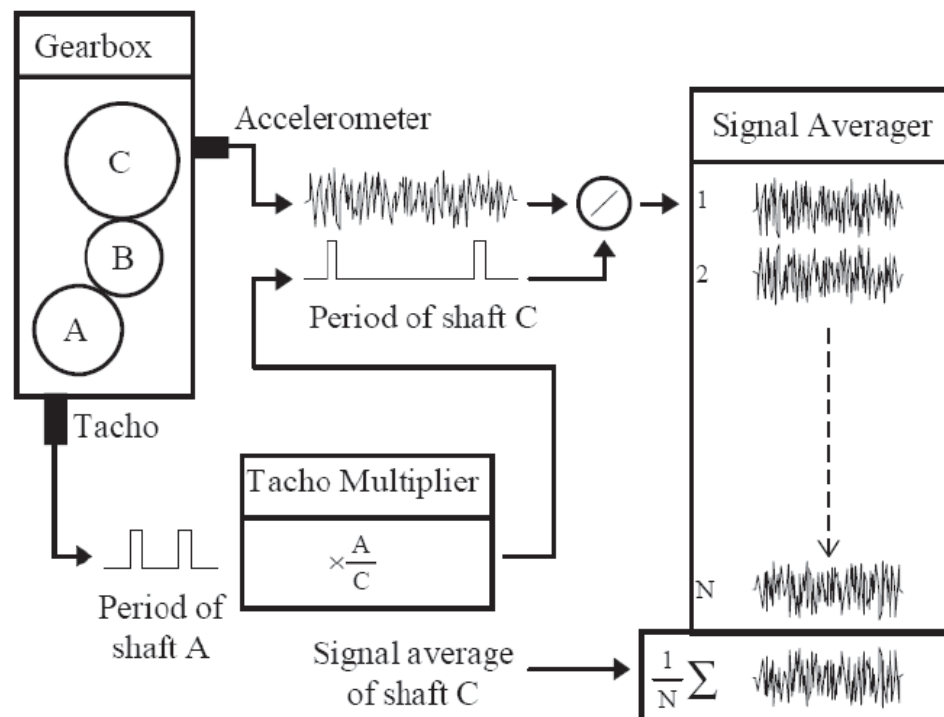 Gearbox
C
B
A
Accelerometer
Signal Averager
1
2
N
Period of shaft C
Tacho
Tacho Multiplier
×A/C
Period of
shaft A
Signal average
of shaft C
1/N ∑